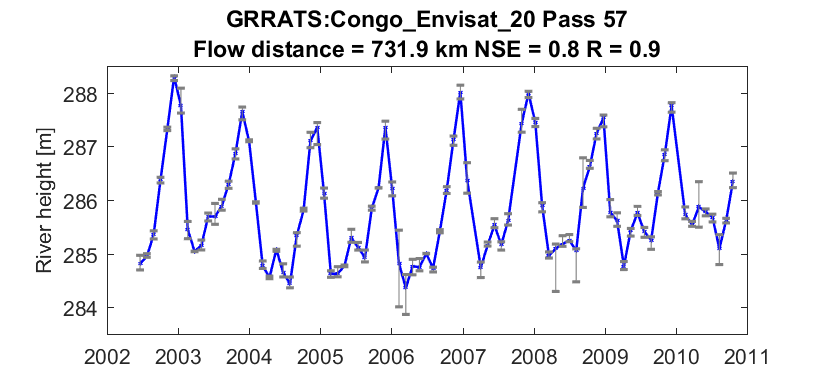 GRRATS:Congo_Envisat_20 Pass 57
Flow distance = 731.9 km NSE = 0.8 R = 0.9
River height [m]
288
287
286
285
284
2002 2003 2004 2005 2006 2007 2008 2009 2010 2011